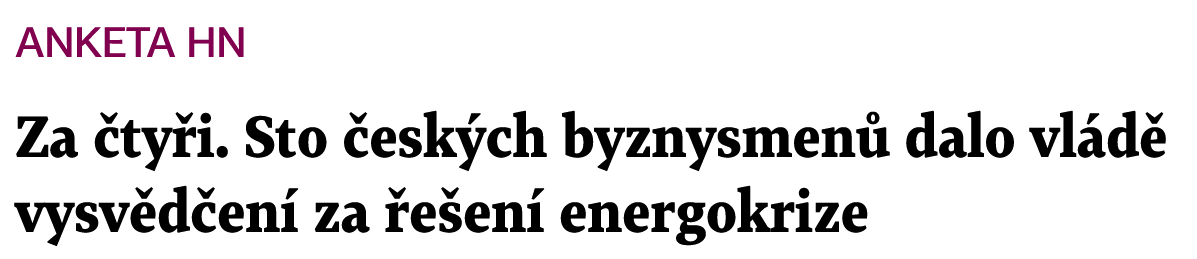 ANKETA HN
Za čtyři. Sto českých byznysmenů dalo vládě
vysvědčení za řešení energokrize